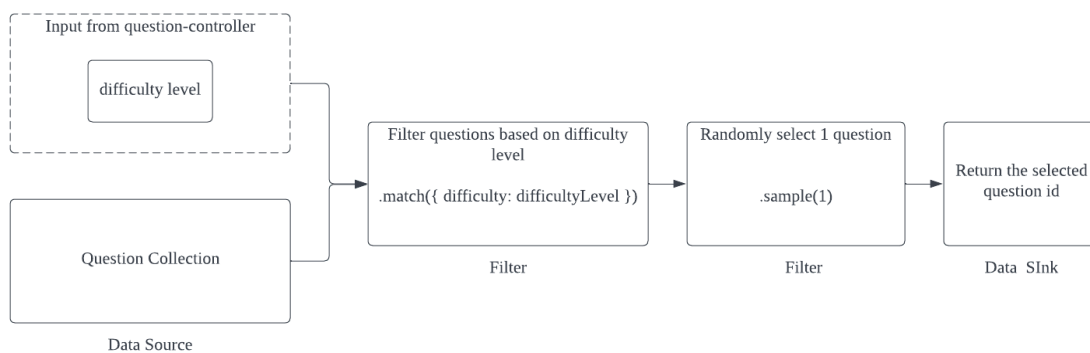 Input from question-controller
difficulty level
Question Collection
Data Source
Filter questions based on difficulty
level
.match({ difficulty: difficultyLevel })
Filter
Randomly select 1 question
.sample(1)
Filter
Return the selected
question id
Data SInk